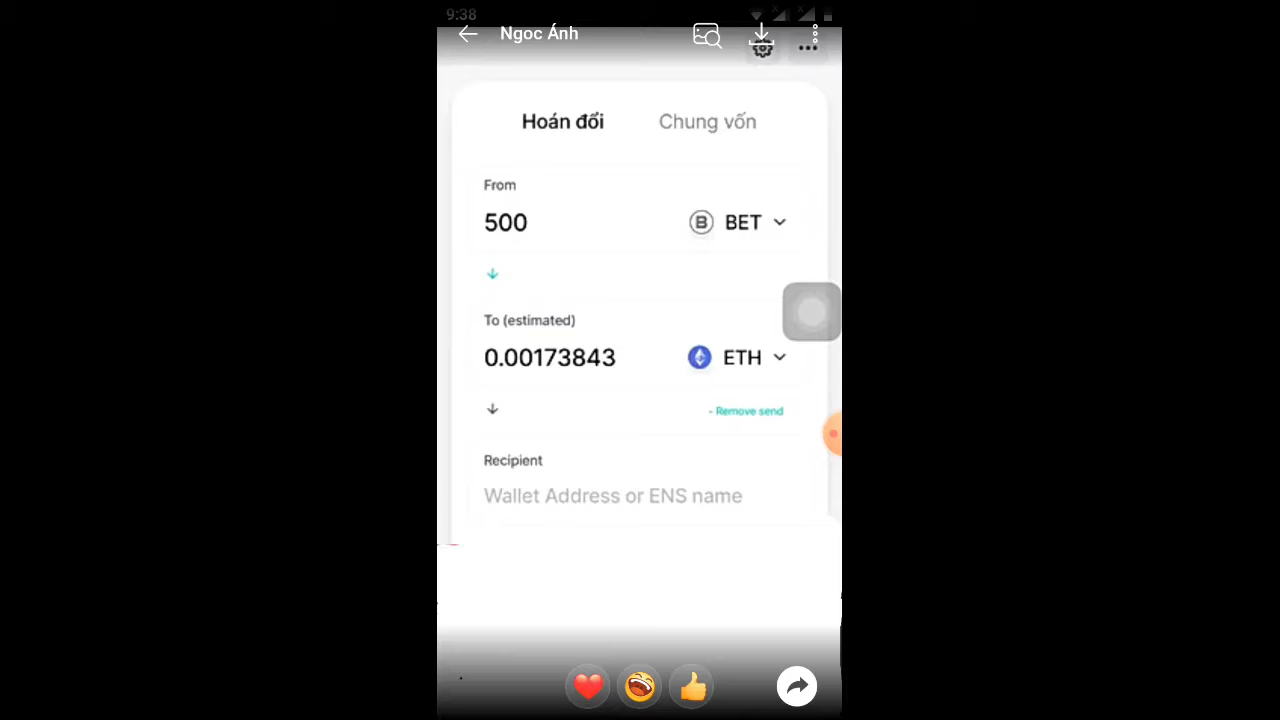 9:38
Ngoc Ánh
Hoán đổi Chung vốn
From
500 BET
To (estimated)
0.00173843 ETH
- Remove send
Recipient
Wallet Address or ENS name